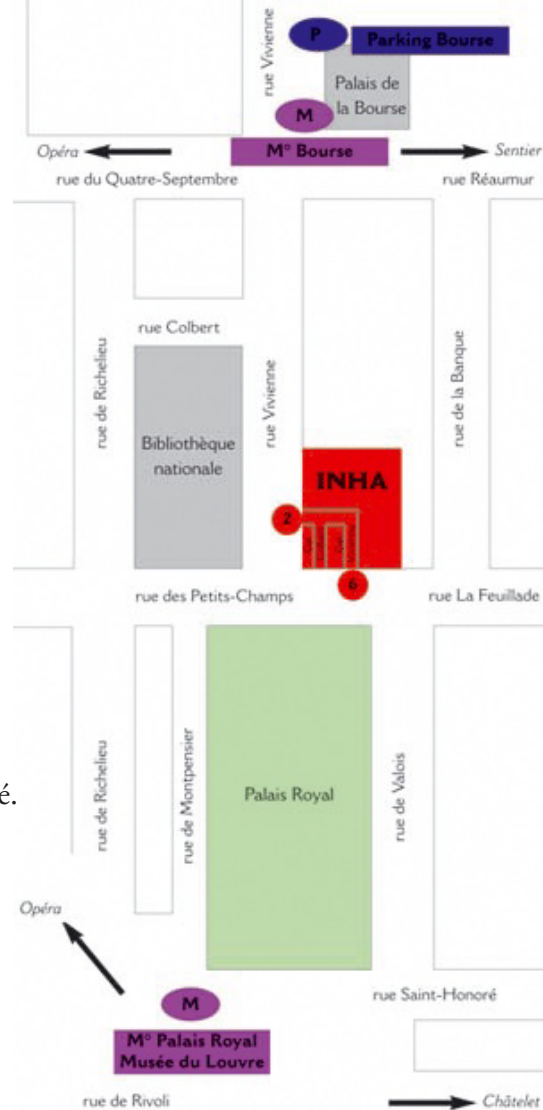 rue Vivienne
P
Parking Bourse
Palais de
la Bourse
M
M° Bourse
Opéra
Sentier
rue du Quatre-Septembre
rue Réaumur
rue Colbert
rue de Richelieu
Bibliothèque
nationale
rue Vivienne
rue de la Banque
INHA
2
6
rue des Petits-Champs
rue La Feuillade
rue de Richelieu
rue de Montpensier
Palais Royal
rue de Valois
é.
Opéra
M
M° Palais Royal
Musée du Louvre
rue Saint-Honoré
rue de Rivoli
Châtelet